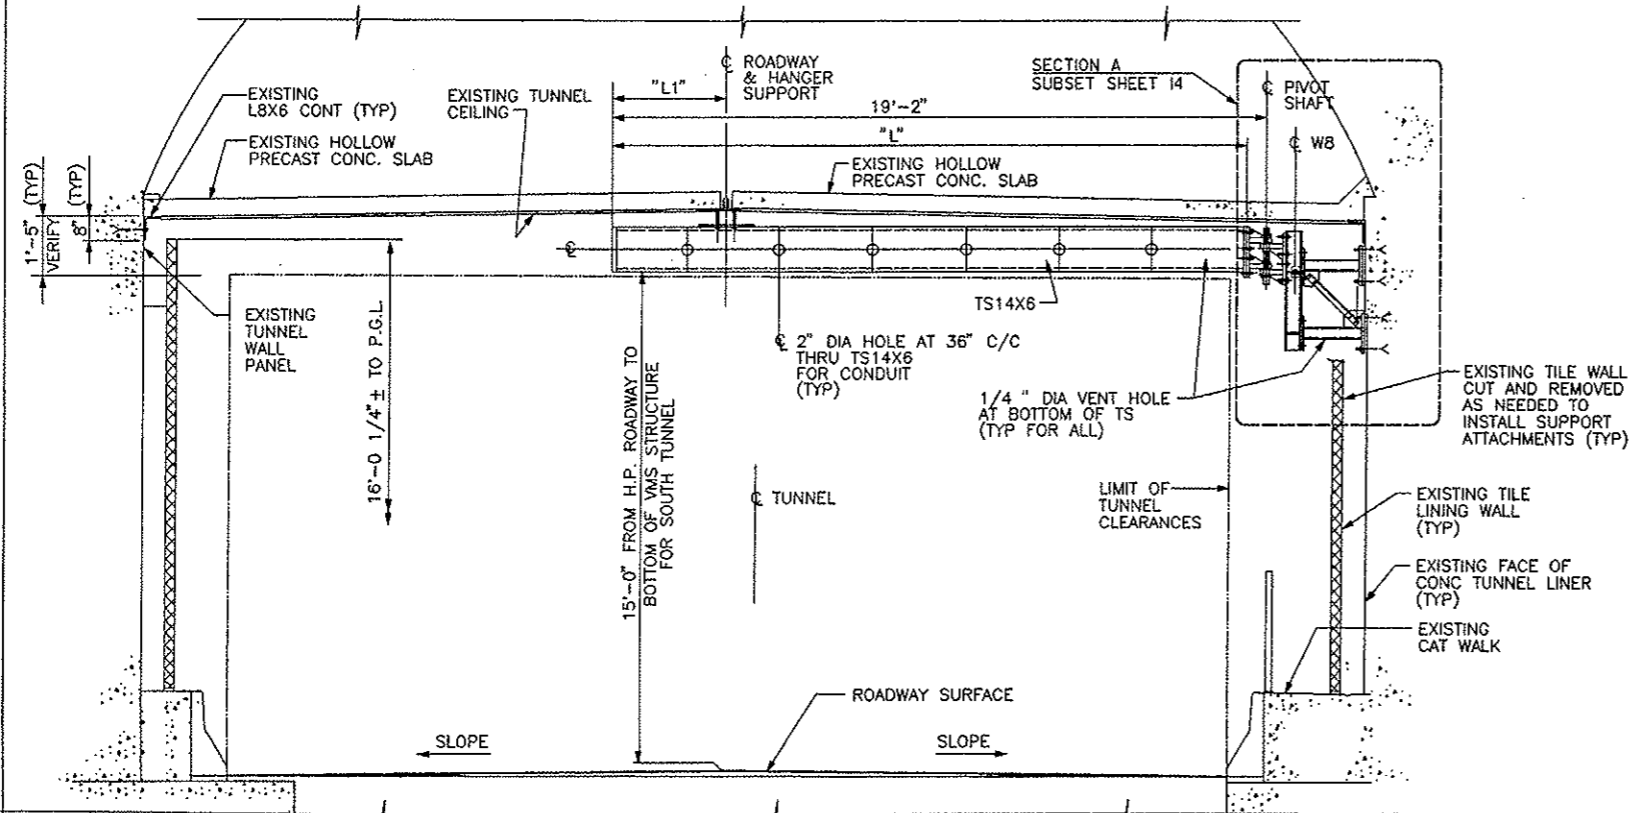 ℄ ROADWAY
& HANGER
SUPPORT
"L1"
SECTION A
SUBSET SHEET 14
℄ PIVOT
SHAFT
19'-2"
"L"
℄ W8
EXISTING
L8X6 CONT (TYP)
EXISTING TUNNEL
CEILING
EXISTING HOLLOW
PRECAST CONC. SLAB
EXISTING HOLLOW
PRECAST CONC. SLAB
1'-5" (TYP)
VERIFY
8" (TYP)
℄
TS14X6
EXISTING
TUNNEL
WALL
PANEL
16'-0 1/4"± TO P.G.L.
15'-0" FROM H.P. ROADWAY TO
BOTTOM OF VMS STRUCTURE
FOR SOUTH TUNNEL
℄ 2" DIA HOLE AT 36" C/C
THRU TS14X6
FOR CONDUIT
(TYP)
1/4 " DIA VENT HOLE
AT BOTTOM OF TS
(TYP FOR ALL)
EXISTING TILE WALL
CUT AND REMOVED
AS NEEDED TO
INSTALL SUPPORT
ATTACHMENTS (TYP)
℄ TUNNEL
LIMIT OF
TUNNEL
CLEARANCES
EXISTING TILE
LINING WALL
(TYP)
EXISTING FACE OF
CONC TUNNEL LINER
(TYP)
EXISTING
CAT WALK
ROADWAY SURFACE
SLOPE
SLOPE